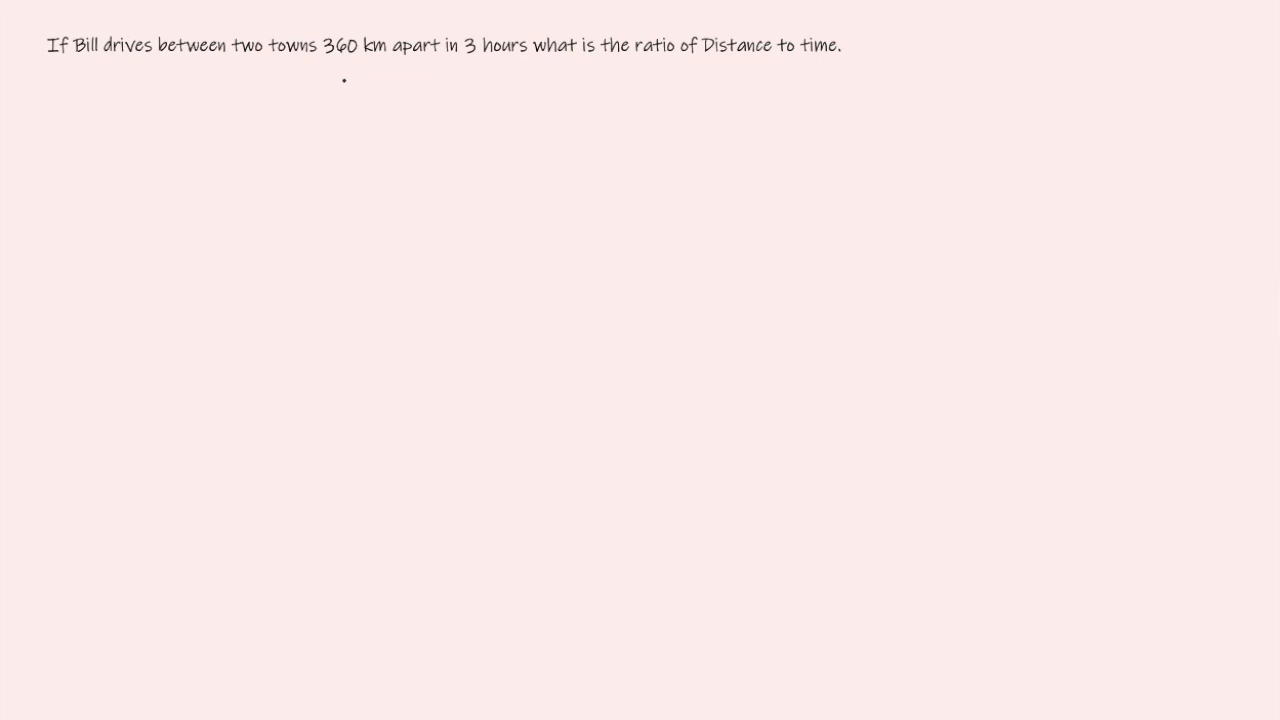 If Bill drives between two towns 360 km apart in 3 hours what is the ratio of Distance to time.